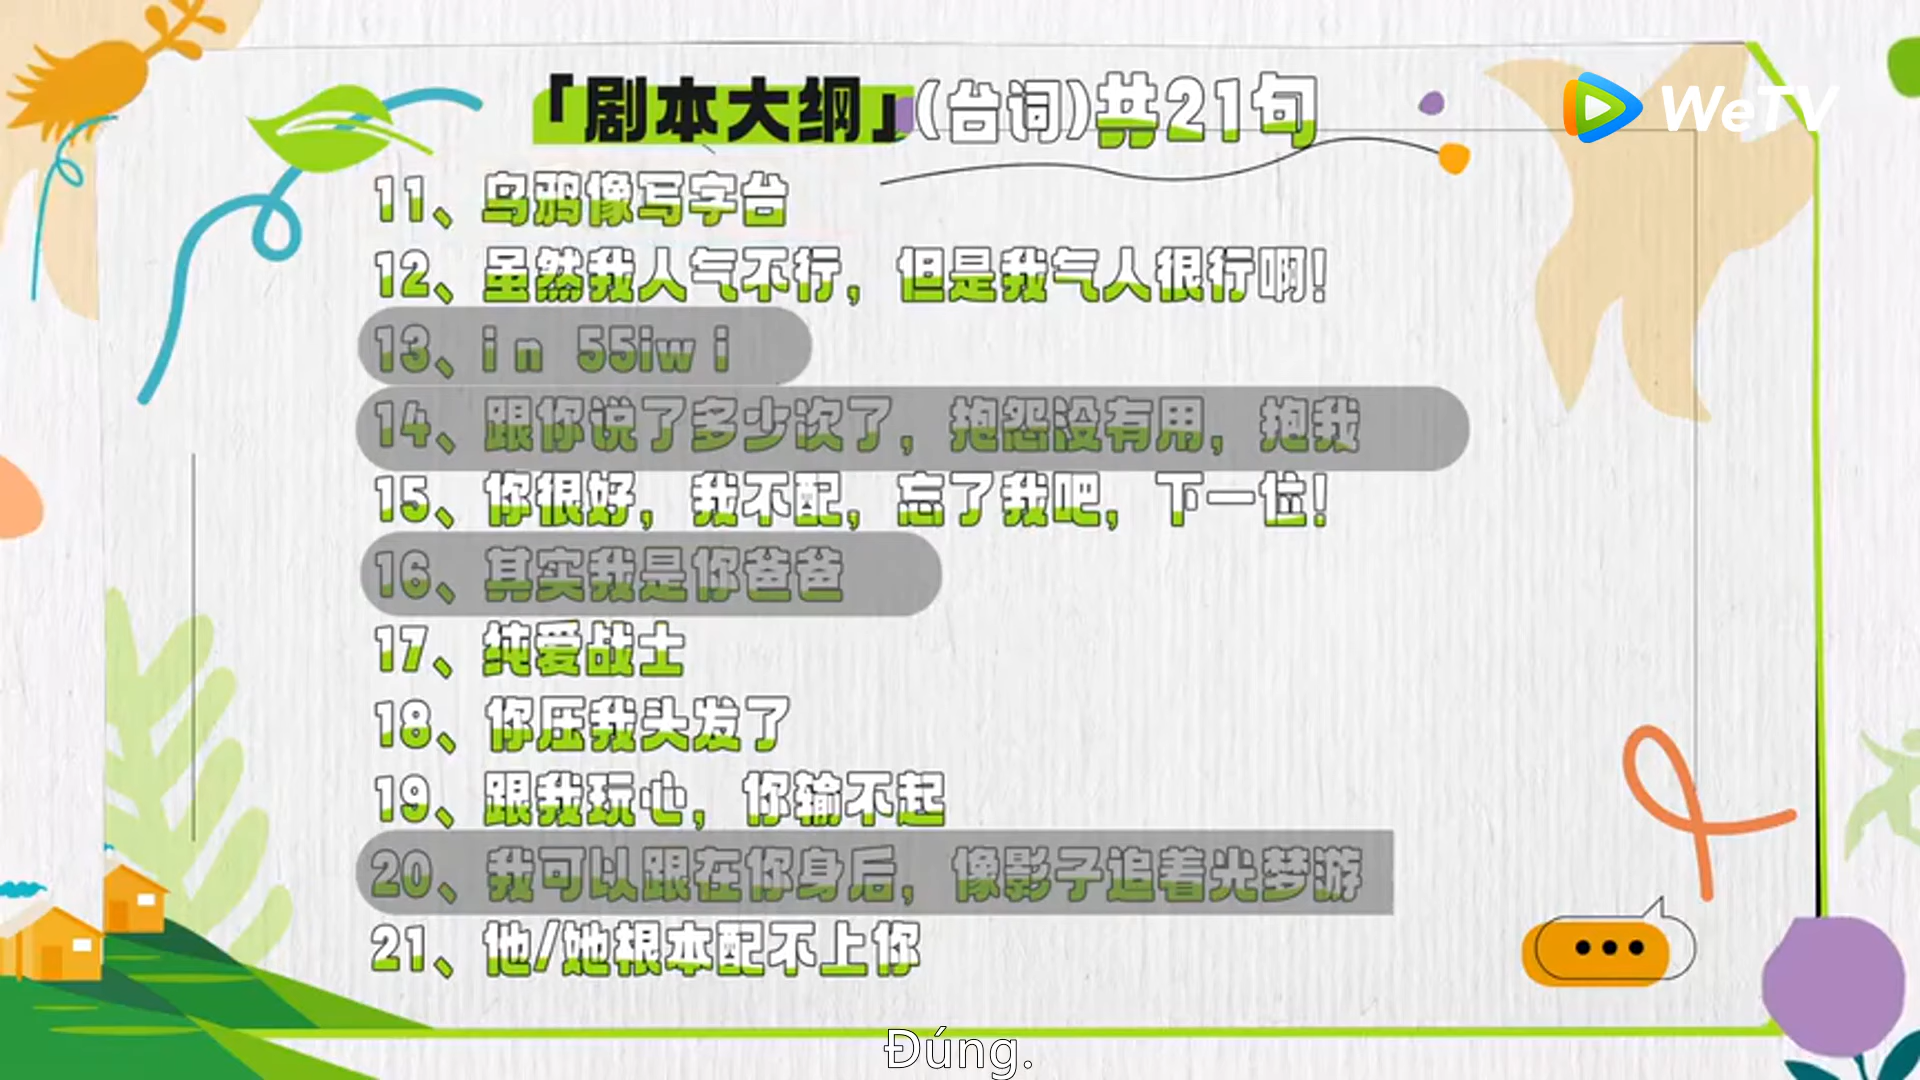 「剧本大纲」(台词)共21句
WeTV
11、乌鸦像写字台
12、虽然我人气不行，但是我气人很行啊！
13、i n 55iw i
14、跟你说了多少次了，抱怨没有用，抱我
15、你很好，我不配，忘了我吧，下一位！
16、其实我是你爸爸
17、纯爱战士
18、你压我头发了
19、跟我玩心，你输不起
20、我可以跟在你身后，像影子追着光梦游
21、他/她根本配不上你
Đúng.